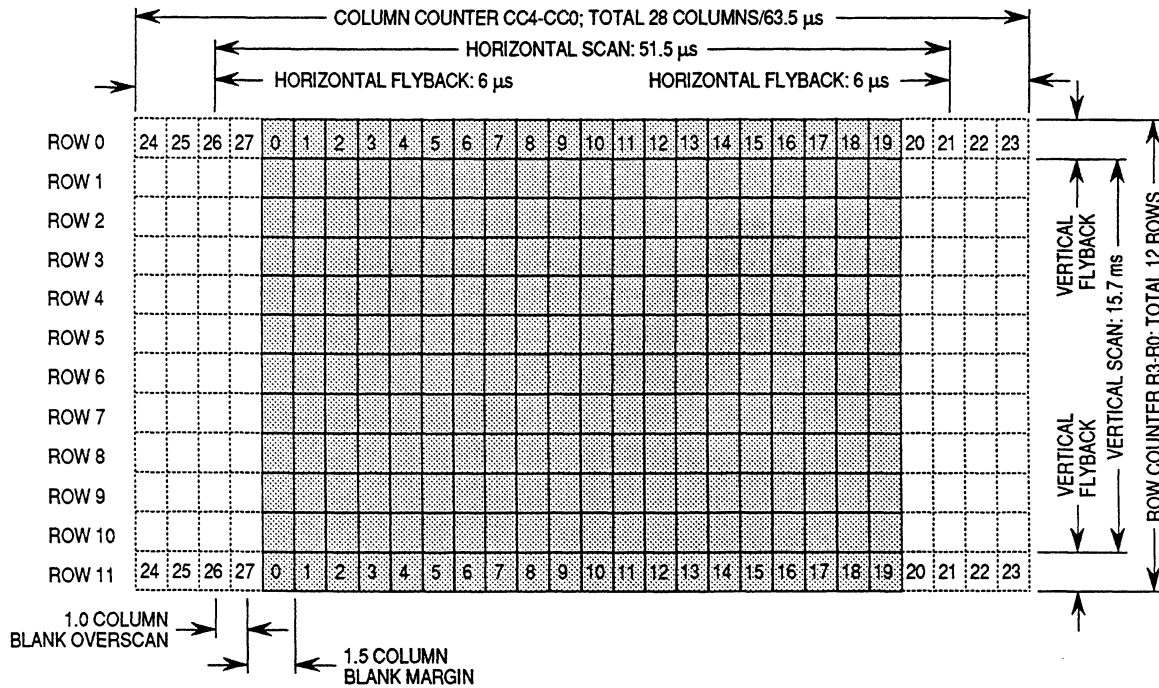 COLUMN COUNTER CC4-CC0; TOTAL 28 COLUMNS/63.5 µs
HORIZONTAL SCAN: 51.5 µs
HORIZONTAL FLYBACK: 6 µs
HORIZONTAL FLYBACK: 6 µs
ROW 0 24 25 26 27 0 1 2 3 4 5 6 7 8 9 10 11 12 13 14 15 16 17 18 19 20 21 22 23
ROW 1
ROW 2
ROW 3
ROW 4
ROW 5
ROW 6
ROW 7
ROW 8
ROW 9
ROW 10
ROW 11 24 25 26 27 0 1 2 3 4 5 6 7 8 9 10 11 12 13 14 15 16 17 18 19 20 21 22 23
VERTICAL
FLYBACK
VERTICAL
FLYBACK
VERTICAL SCAN: 15.7 ms
ROW COUNTER R3-R0; TOTAL 12 ROWS
1.0 COLUMN
BLANK OVERSCAN
1.5 COLUMN
BLANK MARGIN